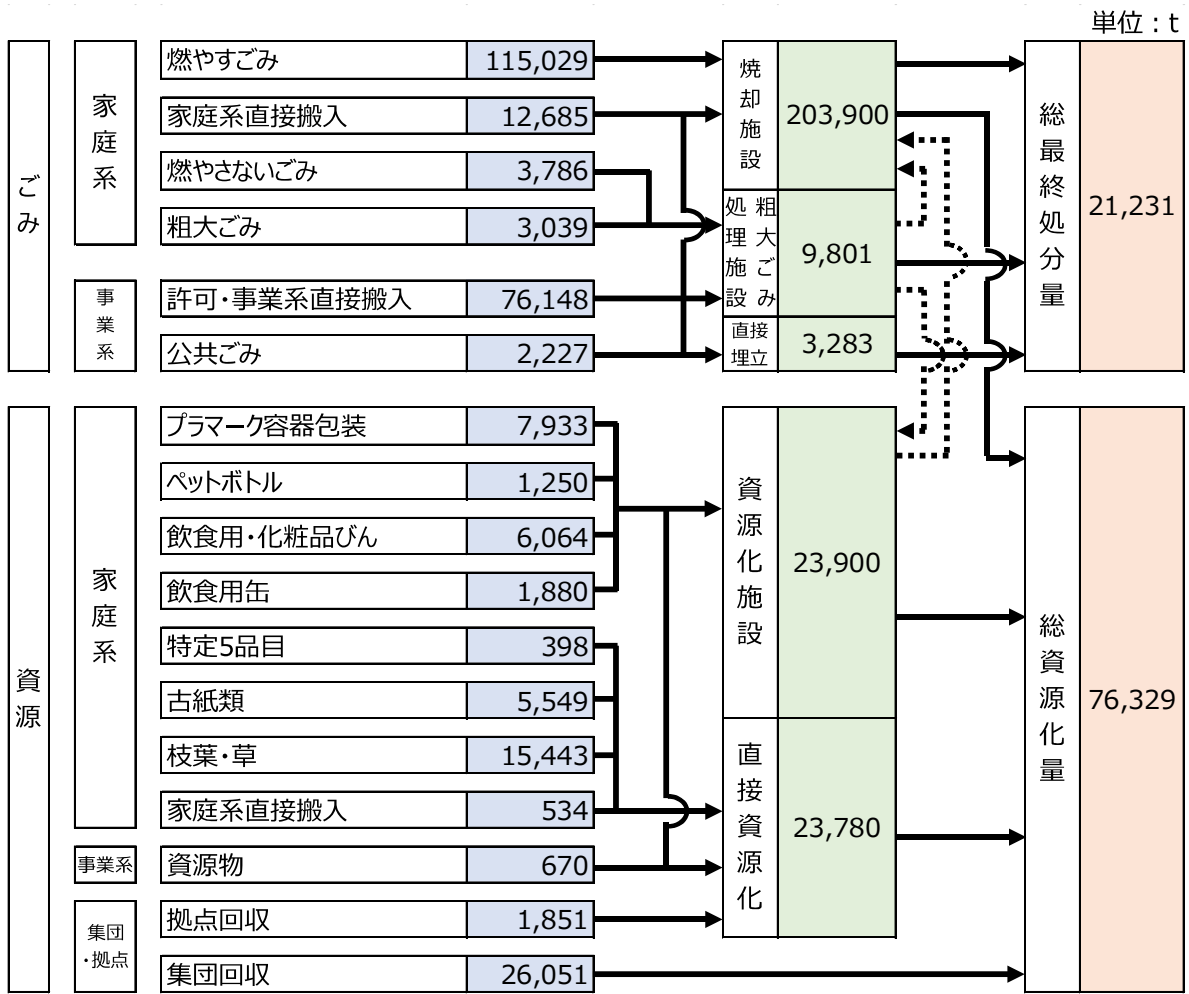 単位：t
ごみ
家庭系
燃やすごみ 115,029
家庭系直接搬入 12,685
燃やさないごみ 3,786
粗大ごみ 3,039
事業系
許可・事業系直接搬入 76,148
公共ごみ 2,227
焼却施設 203,900
粗大ごみ処理施設 9,801
直接埋立 3,283
総最終処分量 21,231
資源
家庭系
プラマーク容器包装 7,933
ペットボトル 1,250
飲食用・化粧品びん 6,064
飲食用缶 1,880
特定5品目 398
古紙類 5,549
枝葉・草 15,443
家庭系直接搬入 534
事業系
資源物 670
集団・拠点
拠点回収 1,851
集団回収 26,051
資源化施設 23,900
直接資源化 23,780
総資源化量 76,329